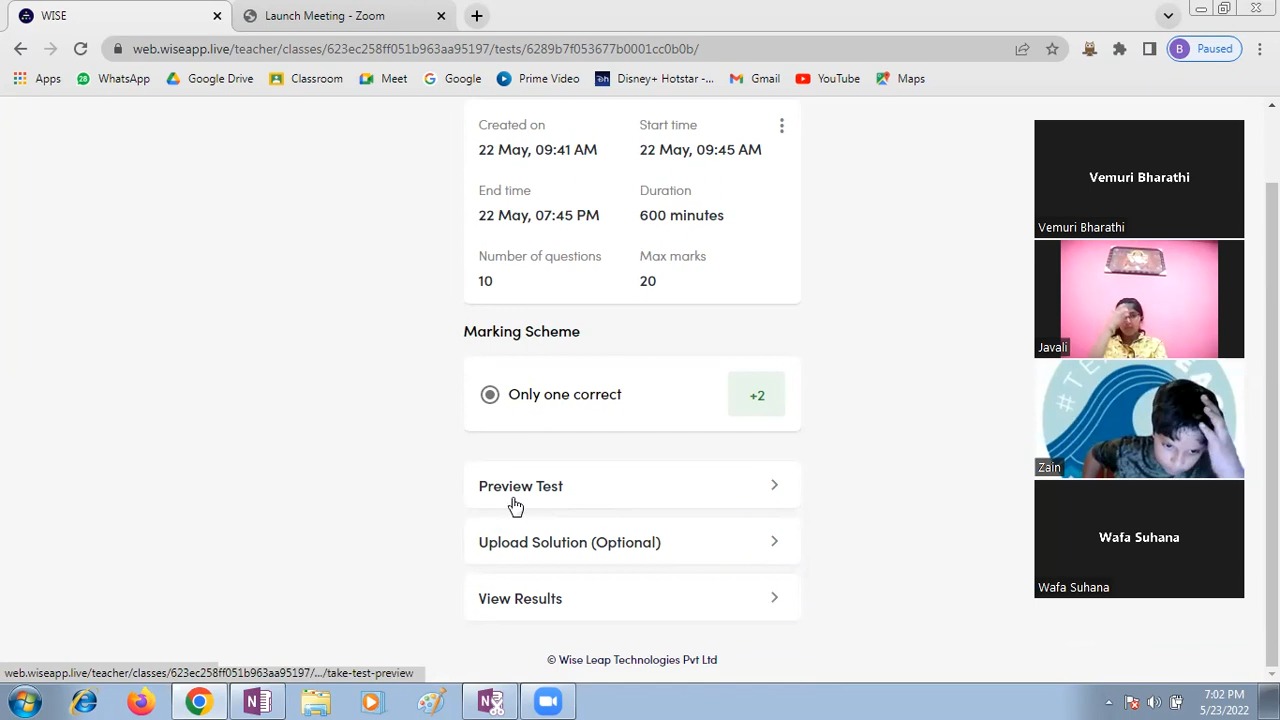 WISE
Launch Meeting - Zoom
web.wiseapp.live/teacher/classes/623ec258ff051b963aa95197/tests/6289b7f053677b0001cc0b0b/
B Paused
Apps
28 WhatsApp
Google Drive
Classroom
Meet
Google
Prime Video
Disney+ Hotstar -...
Gmail
YouTube
Maps
Created on
Start time
22 May, 09:41 AM
22 May, 09:45 AM
End time
Duration
22 May, 07:45 PM
600 minutes
Number of questions
Max marks
10
20
Marking Scheme
Only one correct
+2
Preview Test
Upload Solution (Optional)
View Results
© Wise Leap Technologies Pvt Ltd
Vemuri Bharathi
Vemuri Bharathi
Javali
Zain
Wafa Suhana
Wafa Suhana
web.wiseapp.live/teacher/classes/623ec258ff051b963aa95197/.../take-test-preview
7:02 PM
5/23/2022